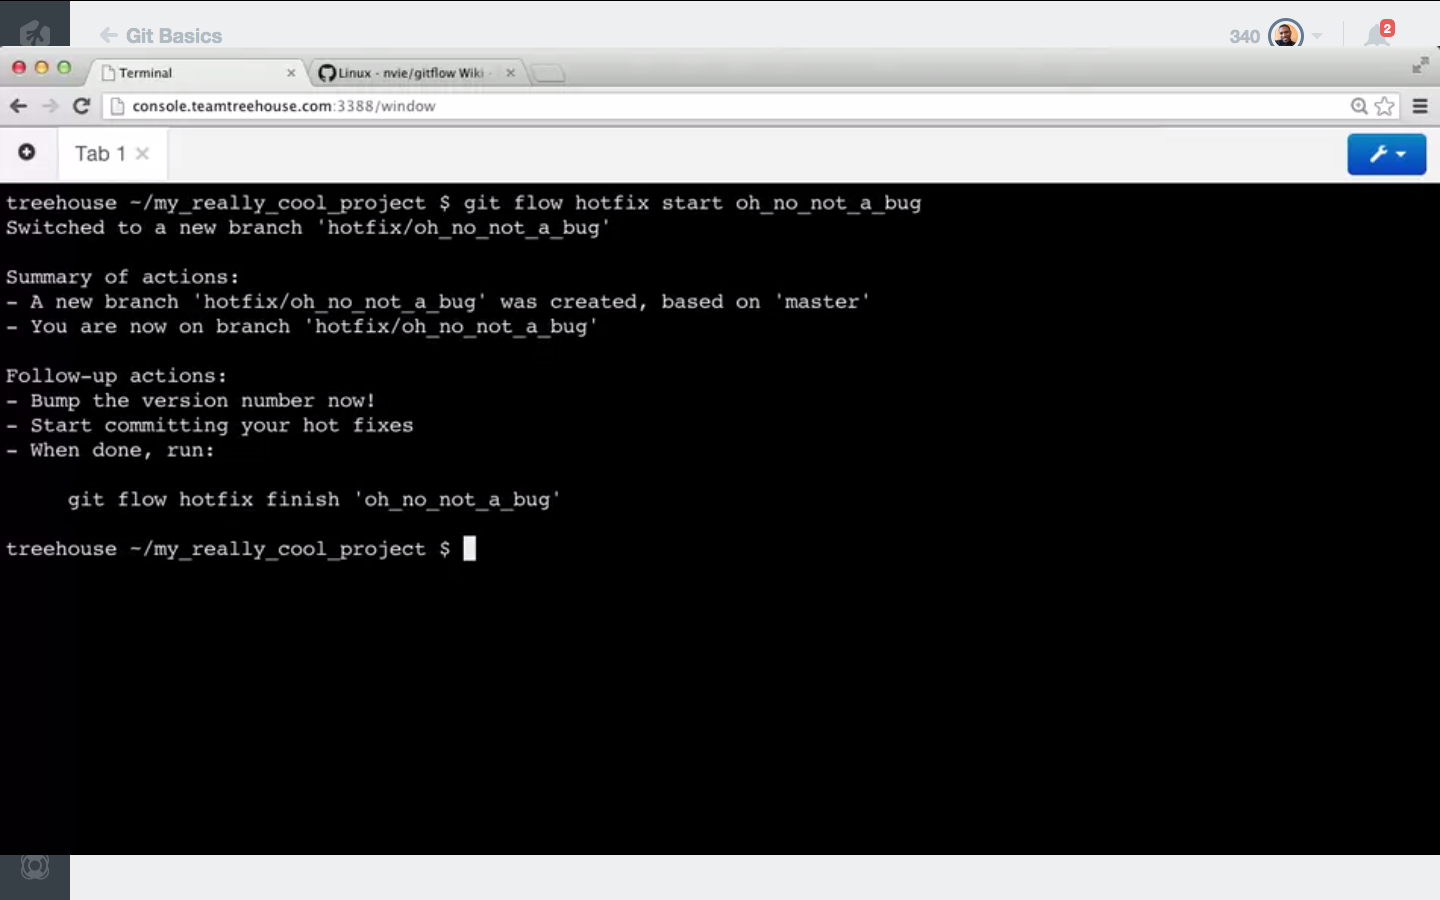 Git Basics
340
2
Terminal
Linux · nvie/gitflow Wiki
console.teamtreehouse.com:3388/window
Tab 1
treehouse ~/my_really_cool_project $ git flow hotfix start oh_no_not_a_bug
Switched to a new branch 'hotfix/oh_no_not_a_bug'
Summary of actions:
- A new branch 'hotfix/oh_no_not_a_bug' was created, based on 'master'
- You are now on branch 'hotfix/oh_no_not_a_bug'
Follow-up actions:
- Bump the version number now!
- Start committing your hot fixes
- When done, run:
git flow hotfix finish 'oh_no_not_a_bug'
treehouse ~/my_really_cool_project $